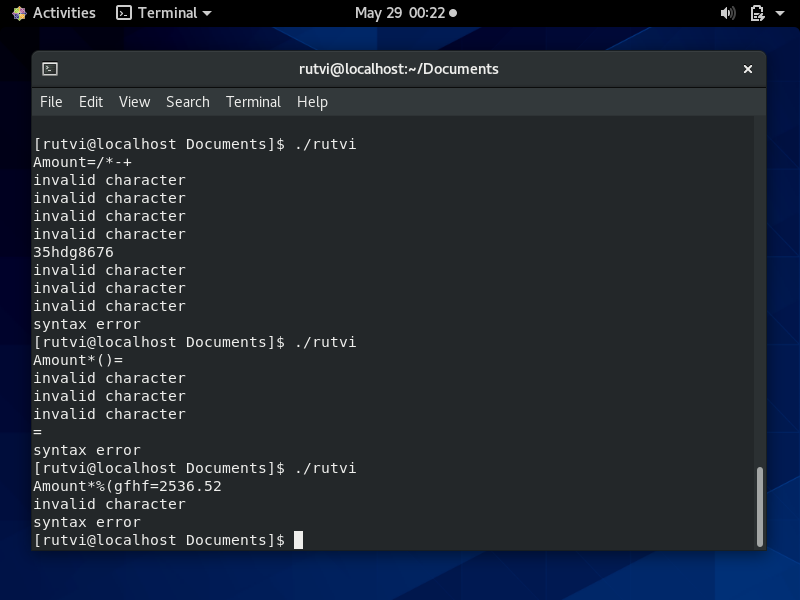 Activities Terminal May 29 00:22
rutvi@localhost:~/Documents
File Edit View Search Terminal Help
[rutvi@localhost Documents]$ ./rutvi
Amount=/*-+
invalid character
invalid character
invalid character
invalid character
35hdg8676
invalid character
invalid character
invalid character
syntax error
[rutvi@localhost Documents]$ ./rutvi
Amount*()=
invalid character
invalid character
invalid character
=
syntax error
[rutvi@localhost Documents]$ ./rutvi
Amount*%(gfhf=2536.52
invalid character
syntax error
[rutvi@localhost Documents]$